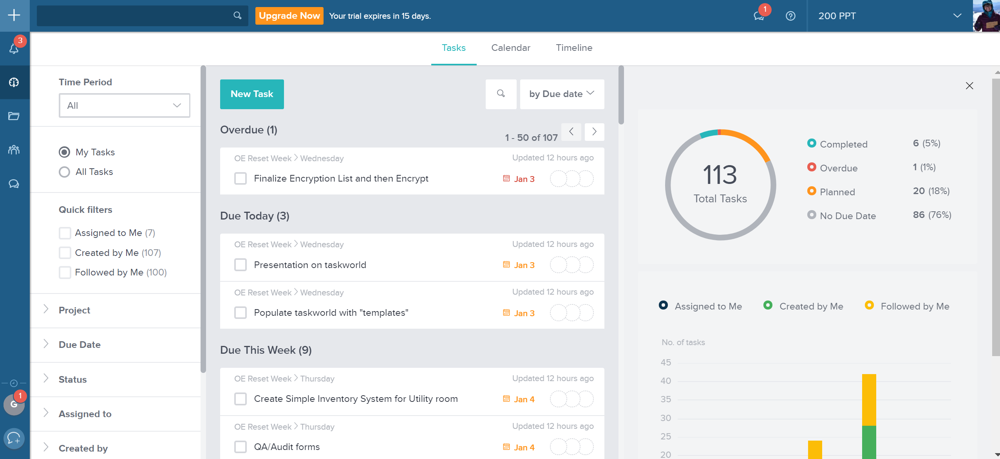 Upgrade Now
Your trial expires in 15 days.
1
200 PPT
3
Tasks
Calendar
Timeline
Time Period
All
My Tasks
All Tasks
Quick filters
Assigned to Me (7)
Created by Me (107)
Followed by Me (100)
Project
Due Date
Status
Assigned to
Created by
1
G
New Task
by Due date
Overdue (1)
1 - 50 of 107
OE Reset Week > Wednesday
Updated 12 hours ago
Finalize Encryption List and then Encrypt
Jan 3
Due Today (3)
OE Reset Week > Wednesday
Updated 12 hours ago
Presentation on taskworld
Jan 3
OE Reset Week > Wednesday
Updated 12 hours ago
Populate taskworld with "templates"
Jan 3
Due This Week (9)
OE Reset Week > Thursday
Updated 12 hours ago
Create Simple Inventory System for Utility room
Jan 4
OE Reset Week > Thursday
Updated 12 hours ago
QA/Audit forms
Jan 4
113
Total Tasks
Completed 6 (5%)
Overdue 1 (1%)
Planned 20 (18%)
No Due Date 86 (76%)
Assigned to Me
Created by Me
Followed by Me
No. of tasks
45
40
35
30
25
20